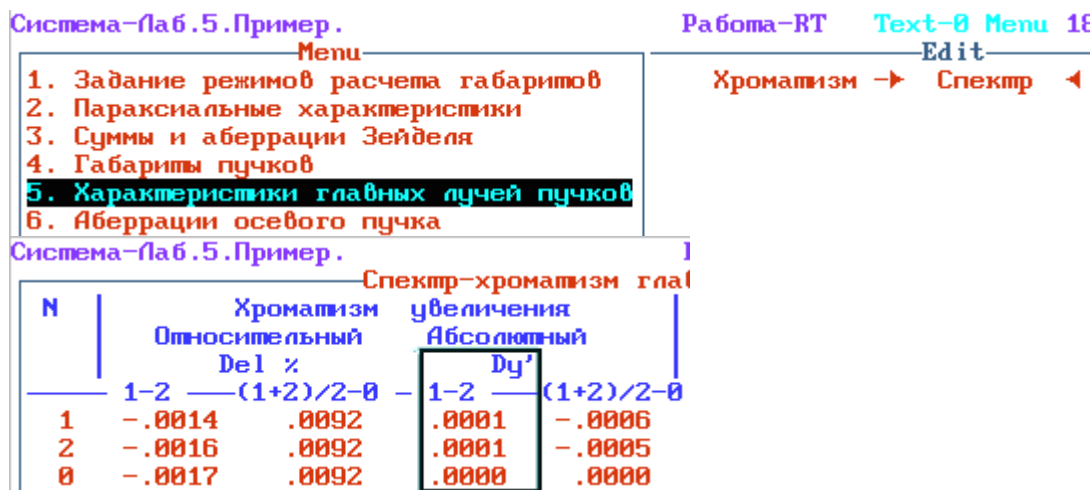 Система-Лаб.5.Пример. Работа-RT Text-0 Menu 18
Menu Edit
1. Задание режимов расчета габаритов Хроматизм -► Спектр ◄
2. Параксиальные характеристики
3. Суммы и аберрации Зейделя
4. Габариты пучков
5. Характеристики главных лучей пучков
6. Аберрации осевого пучка
Система-Лаб.5.Пример.
Спектр-хроматизм
N Хроматизм увеличения
Относительный Абсолютный
Del % Dy'
1-2 (1+2)/2-0 1-2 (1+2)/2-0
1 -.0014 .0092 .0001 -.0006
2 -.0016 .0092 .0001 -.0005
0 -.0017 .0092 .0000 .0000